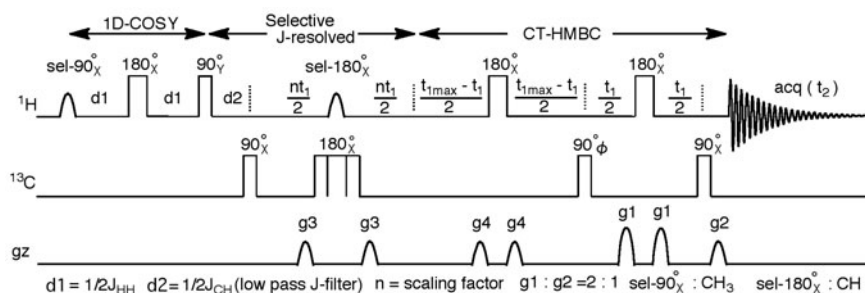 1D-COSY Selective J-resolved CT-HMBC
sel-90°X 180°X 90°Y sel-180°X 180°X 180°X
¹H d1 d1 d2 nt₁/2 nt₁/2 t₁max - t₁/2 t₁max - t₁/2 t₁/2 t₁/2 acq ( t₂ )
90°X 180°X 90°ϕ 90°X
¹³C
g3 g3 g4 g4 g1 g1 g2
gz
d1 = 1/2J_HH d2 = 1/2J_CH (low pass J-filter) n = scaling factor g1 : g2 =2 : 1 sel-90°X : CH₃ sel-180°X : CH